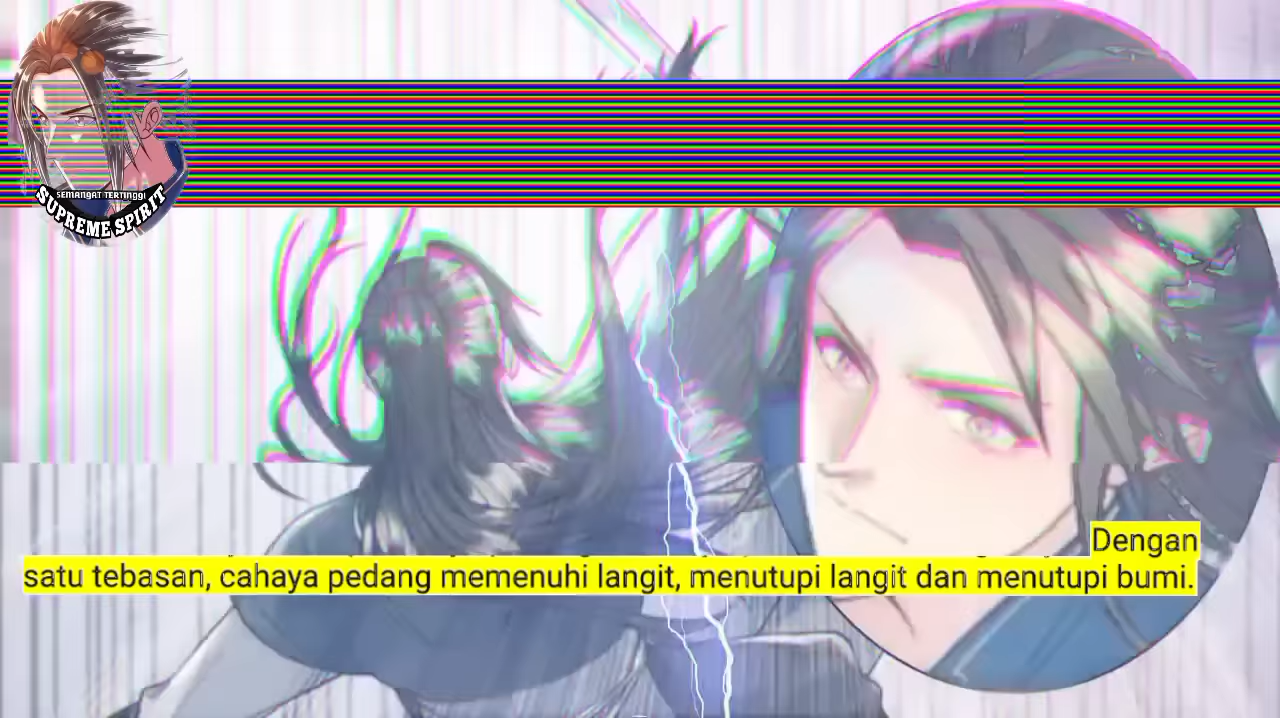 SEMANGAT TERTINGGI
SUPREME SPIRIT
Dengan
satu tebasan, cahaya pedang memenuhi langit, menutupi langit dan menutupi bumi.